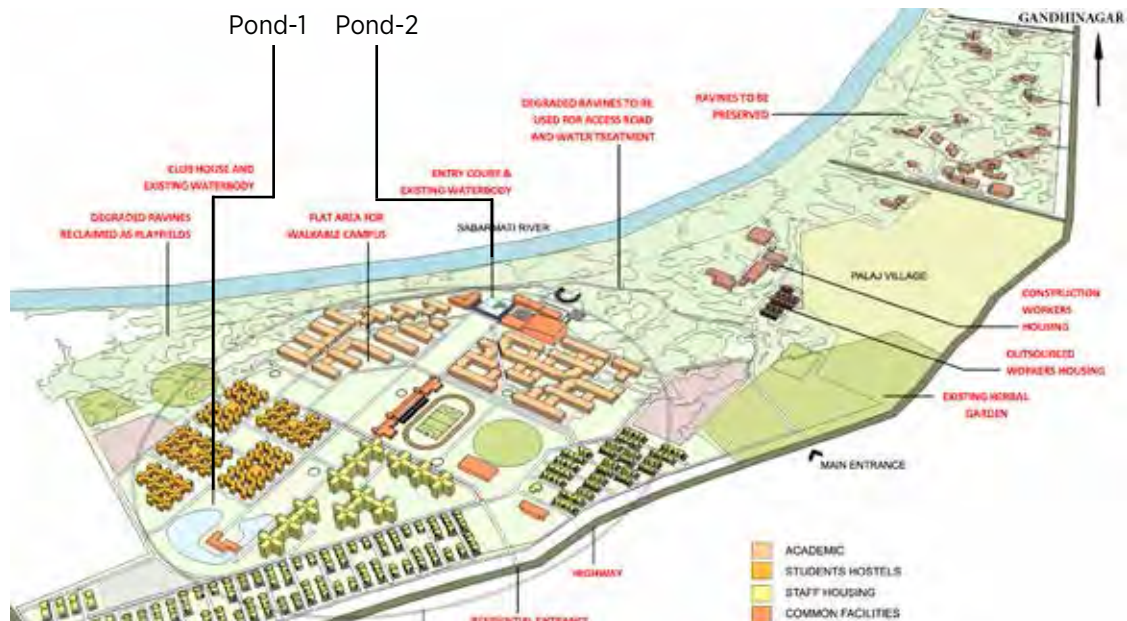 Pond-1 Pond-2
GANDHINAGAR
DEGRADED RAVINES TO BE
USED FOR ACCESS ROAD
AND WATER TREATMENT
RAVINES TO BE
PRESERVED
CLUB HOUSE AND
EXISTING WATERBODY
ENTRY COURT &
EXISTING WATERBODY
DEGRADED RAVINES
RECLAIMED AS PLAYFIELDS
FLAT AREA FOR
WALKABLE CAMPUS
SABARMATI RIVER
PALAJ VILLAGE
CONSTRUCTION
WORKERS
HOUSING
OUTSOURCED
WORKERS HOUSING
EXISTING HERBAL
GARDEN
MAIN ENTRANCE
HIGHWAY
RESIDENTIAL ENTRANCE
ACADEMIC
STUDENTS HOSTELS
STAFF HOUSING
COMMON FACILITIES